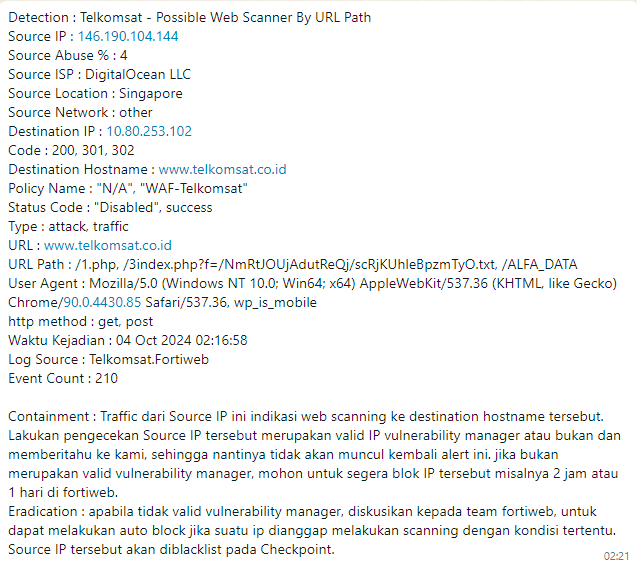 Detection : Telkomsat - Possible Web Scanner By URL Path
Source IP : 146.190.104.144
Source Abuse % : 4
Source ISP : DigitalOcean LLC
Source Location : Singapore
Source Network : other
Destination IP : 10.80.253.102
Code : 200, 301, 302
Destination Hostname : www.telkomsat.co.id
Policy Name : "N/A", "WAF-Telkomsat"
Status Code : "Disabled", success
Type : attack, traffic
URL : www.telkomsat.co.id
URL Path : /1.php, /3index.php?f=/NmRtJOUjAdutReQj/scRjKUhleBpzmTyO.txt, /ALFA_DATA
User Agent : Mozilla/5.0 (Windows NT 10.0; Win64; x64) AppleWebKit/537.36 (KHTML, like Gecko)
Chrome/90.0.4430.85 Safari/537.36, wp_is_mobile
http method : get, post
Waktu Kejadian : 04 Oct 2024 02:16:58
Log Source : Telkomsat.Fortiweb
Event Count : 210
Containment : Traffic dari Source IP ini indikasi web scanning ke destination hostname tersebut.
Lakukan pengecekan Source IP tersebut merupakan valid IP vulnerability manager atau bukan dan
memberitahu ke kami, sehingga nantinya tidak akan muncul kembali alert ini. jika bukan
merupakan valid vulnerability manager, mohon untuk segera blok IP tersebut misalnya 2 jam atau
1 hari di fortiweb.
Eradication : apabila tidak valid vulnerability manager, diskusikan kepada team fortiweb, untuk
dapat melakukan auto block jika suatu ip dianggap melakukan scanning dengan kondisi tertentu.
Source IP tersebut akan diblacklist pada Checkpoint.
02:21